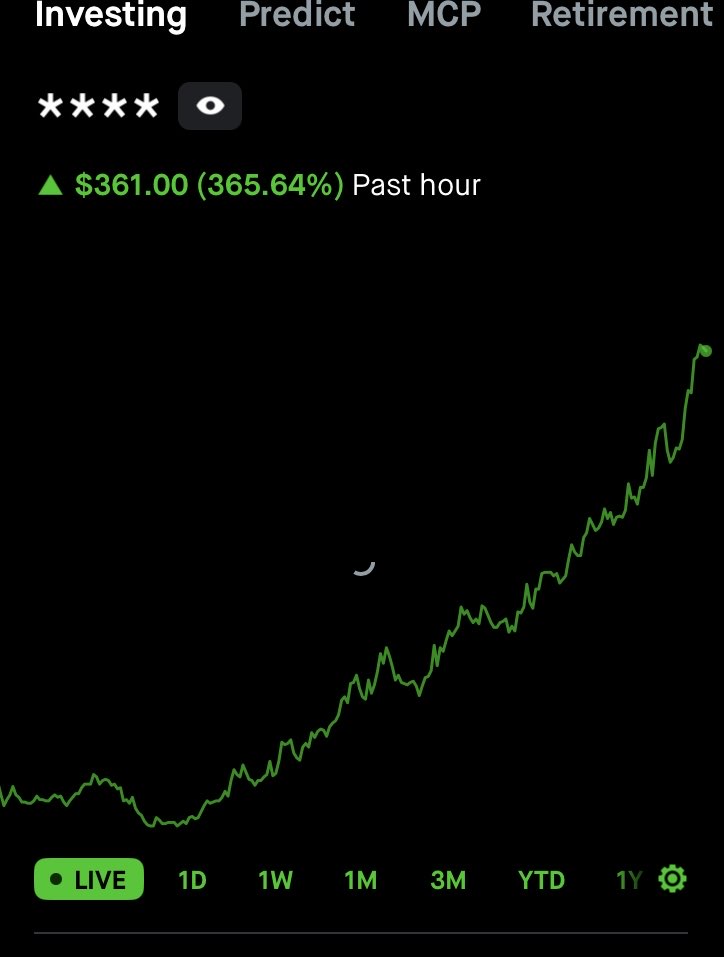 Investing Predict MCP Retirement
****
▲ $361.00 (365.64%) Past hour
LIVE 1D 1W 1M 3M YTD 1Y